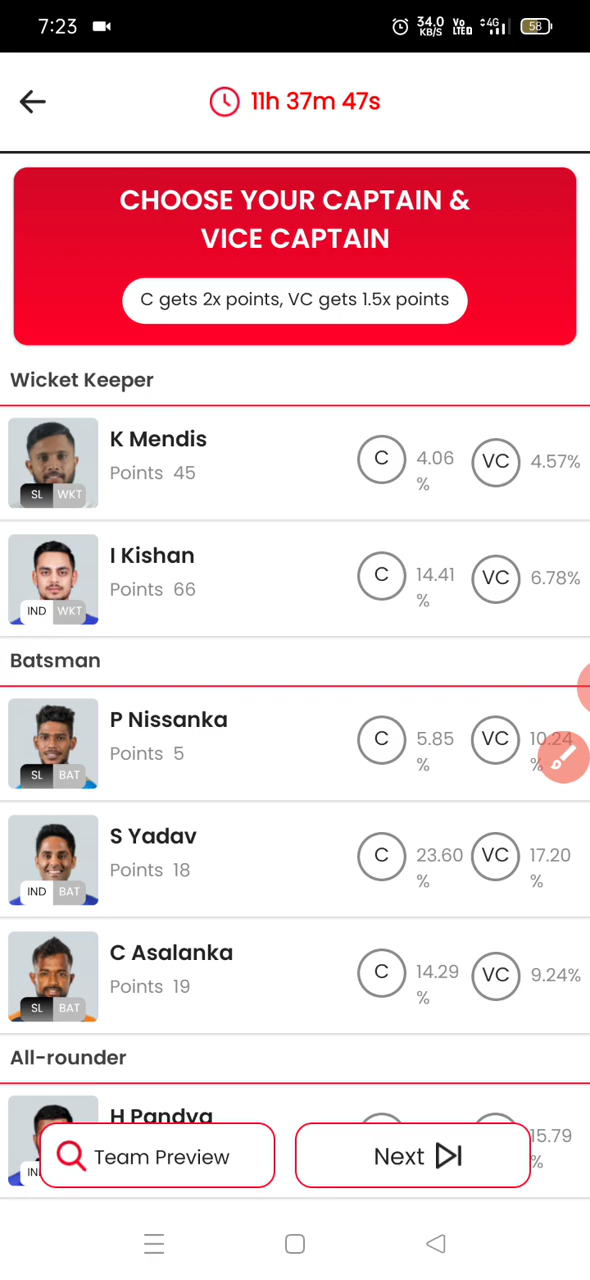 7:23 34.0 KB/S Vo LTED 4G 58
11h 37m 47s
CHOOSE YOUR CAPTAIN &
VICE CAPTAIN
C gets 2x points, VC gets 1.5x points
Wicket Keeper
K Mendis
Points 45
C 4.06 % VC 4.57%
SL WKT
I Kishan
Points 66
C 14.41 % VC 6.78%
IND WKT
Batsman
P Nissanka
Points 5
C 5.85 % VC 10.24 %
SL BAT
S Yadav
Points 18
C 23.60 % VC 17.20 %
IND BAT
C Asalanka
Points 19
C 14.29 % VC 9.24%
SL BAT
All-rounder
H Pandya
15.79 %
Team Preview
Next